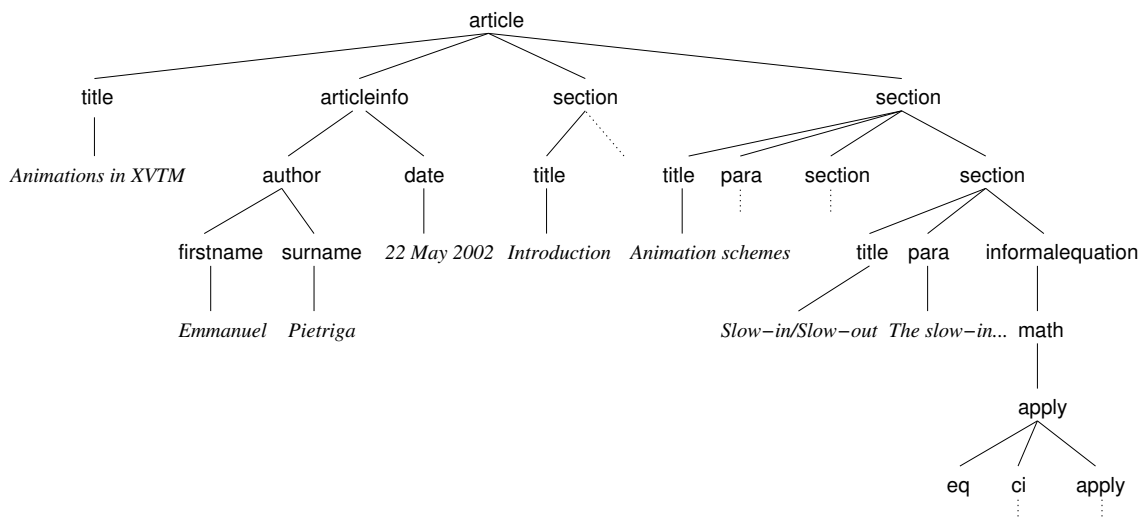 article
title articleinfo section section
Animations in XVTM author date title title para section section
firstname surname 22 May 2002 Introduction Animation schemes title para informalequation
Emmanuel Pietriga Slow−in/Slow−out The slow−in... math
apply
eq ci apply